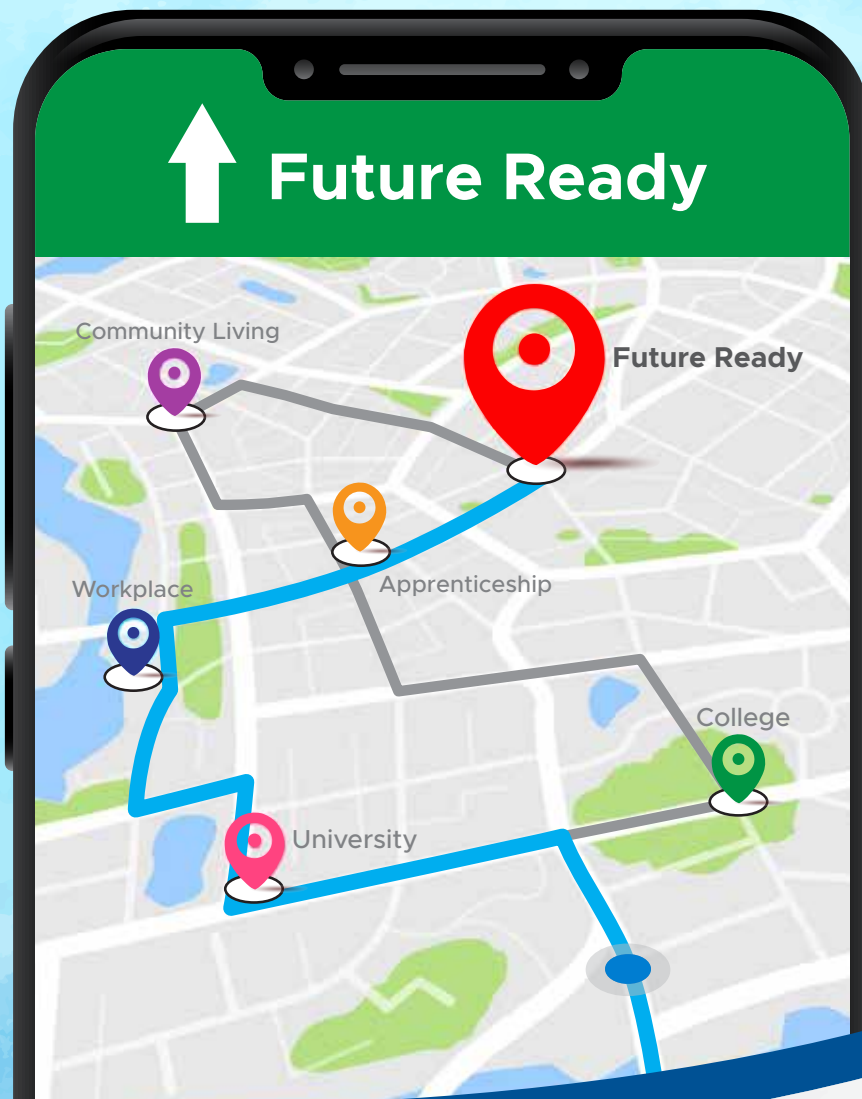 Future Ready
Community Living
Future Ready
Workplace
Apprenticeship
College
University